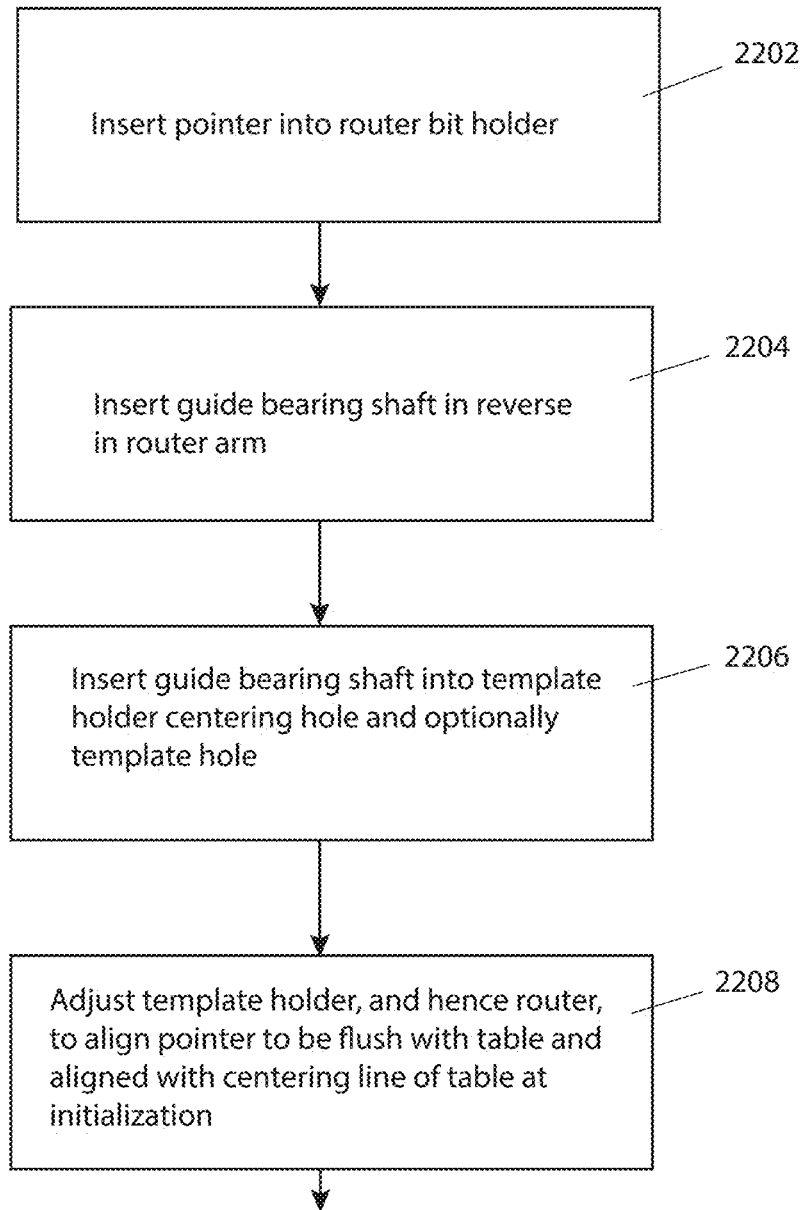 2202
Insert pointer into router bit holder
2204
Insert guide bearing shaft in reverse
in router arm
2206
Insert guide bearing shaft into template
holder centering hole and optionally
template hole
2208
Adjust template holder, and hence router,
to align pointer to be flush with table and
aligned with centering line of table at
initialization